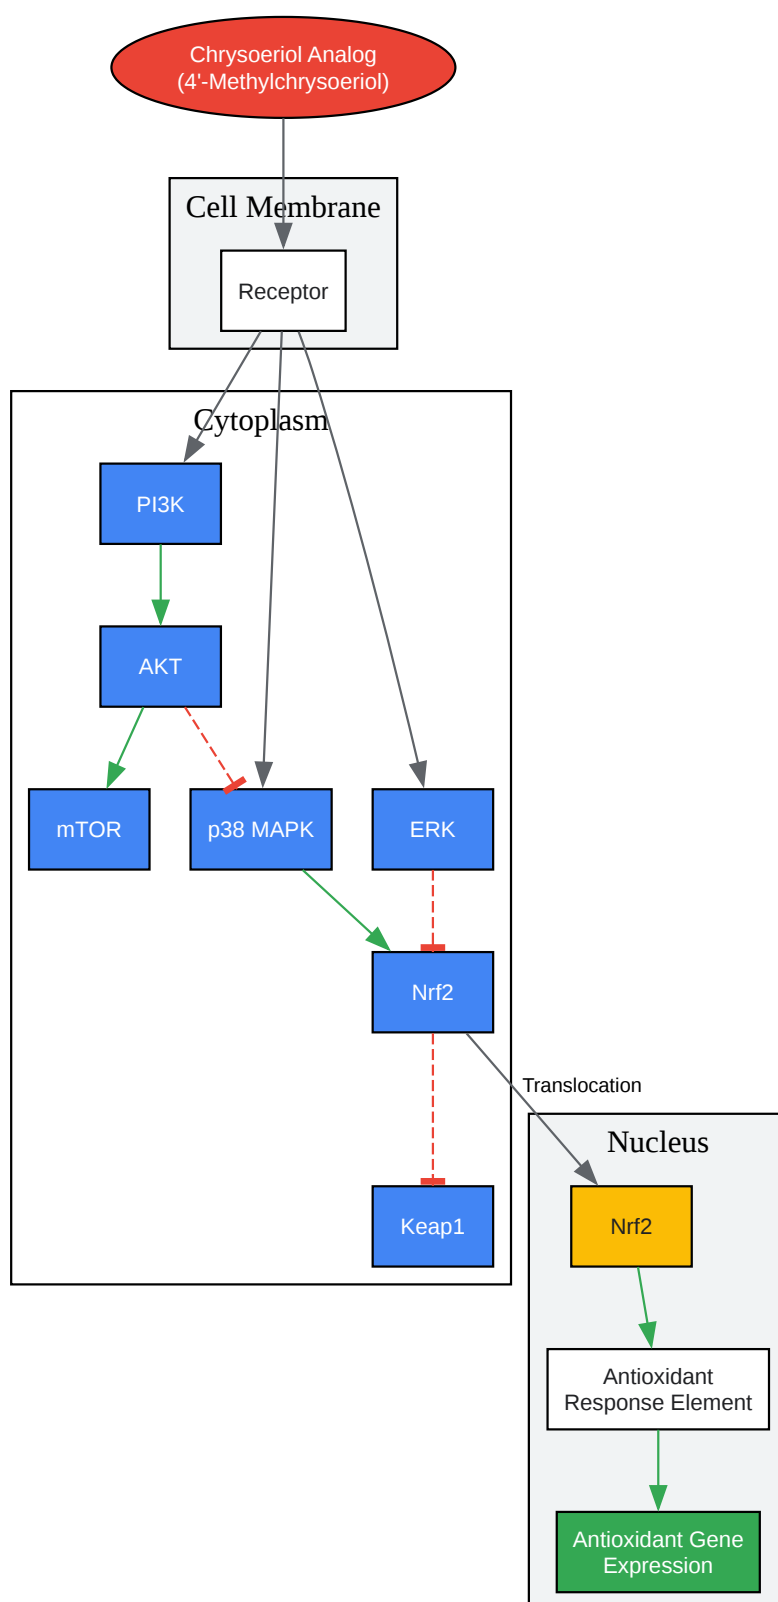 Chrysoeriol Analog
(4'-Methylchrysoeriol)
Cell Membrane
Receptor
Cytoplasm
PI3K
AKT
mTOR
p38 MAPK
ERK
Nrf2
Translocation
Nucleus
Keap1
Nrf2
Antioxidant
Response Element
Antioxidant Gene
Expression